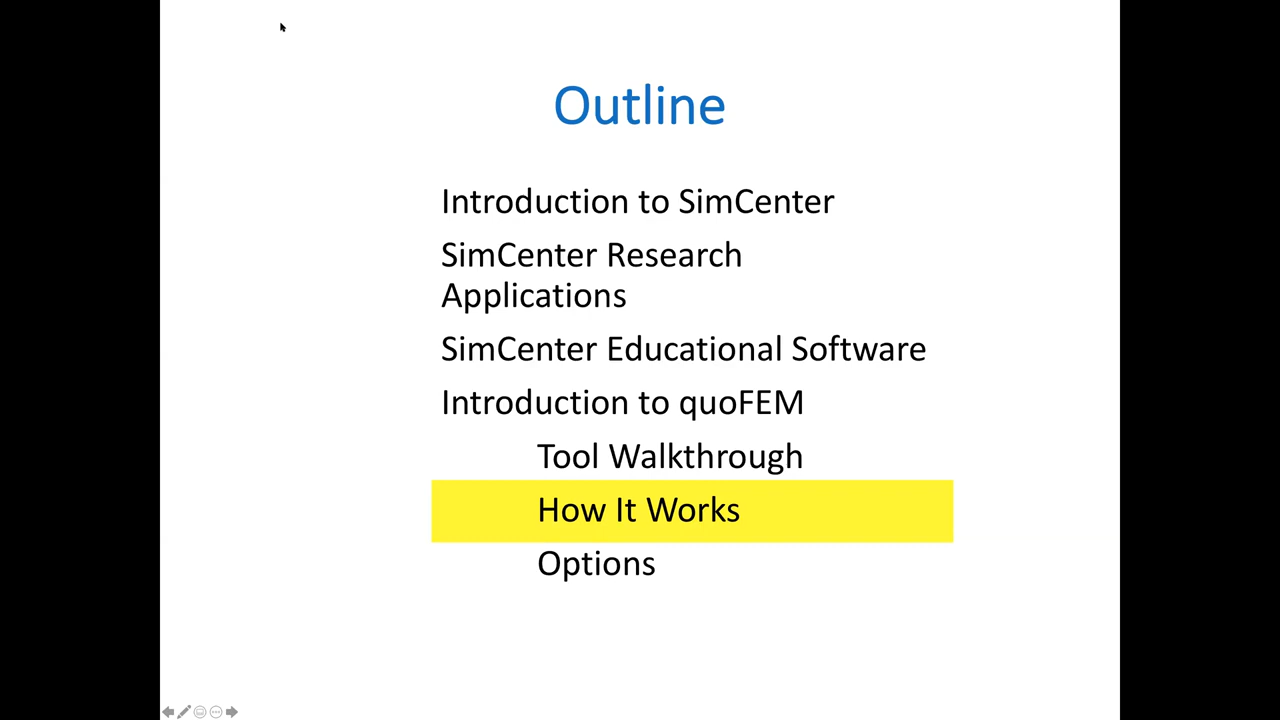 Outline
Introduction to SimCenter
SimCenter Research
Applications
SimCenter Educational Software
Introduction to quoFEM
Tool Walkthrough
How It Works
Options